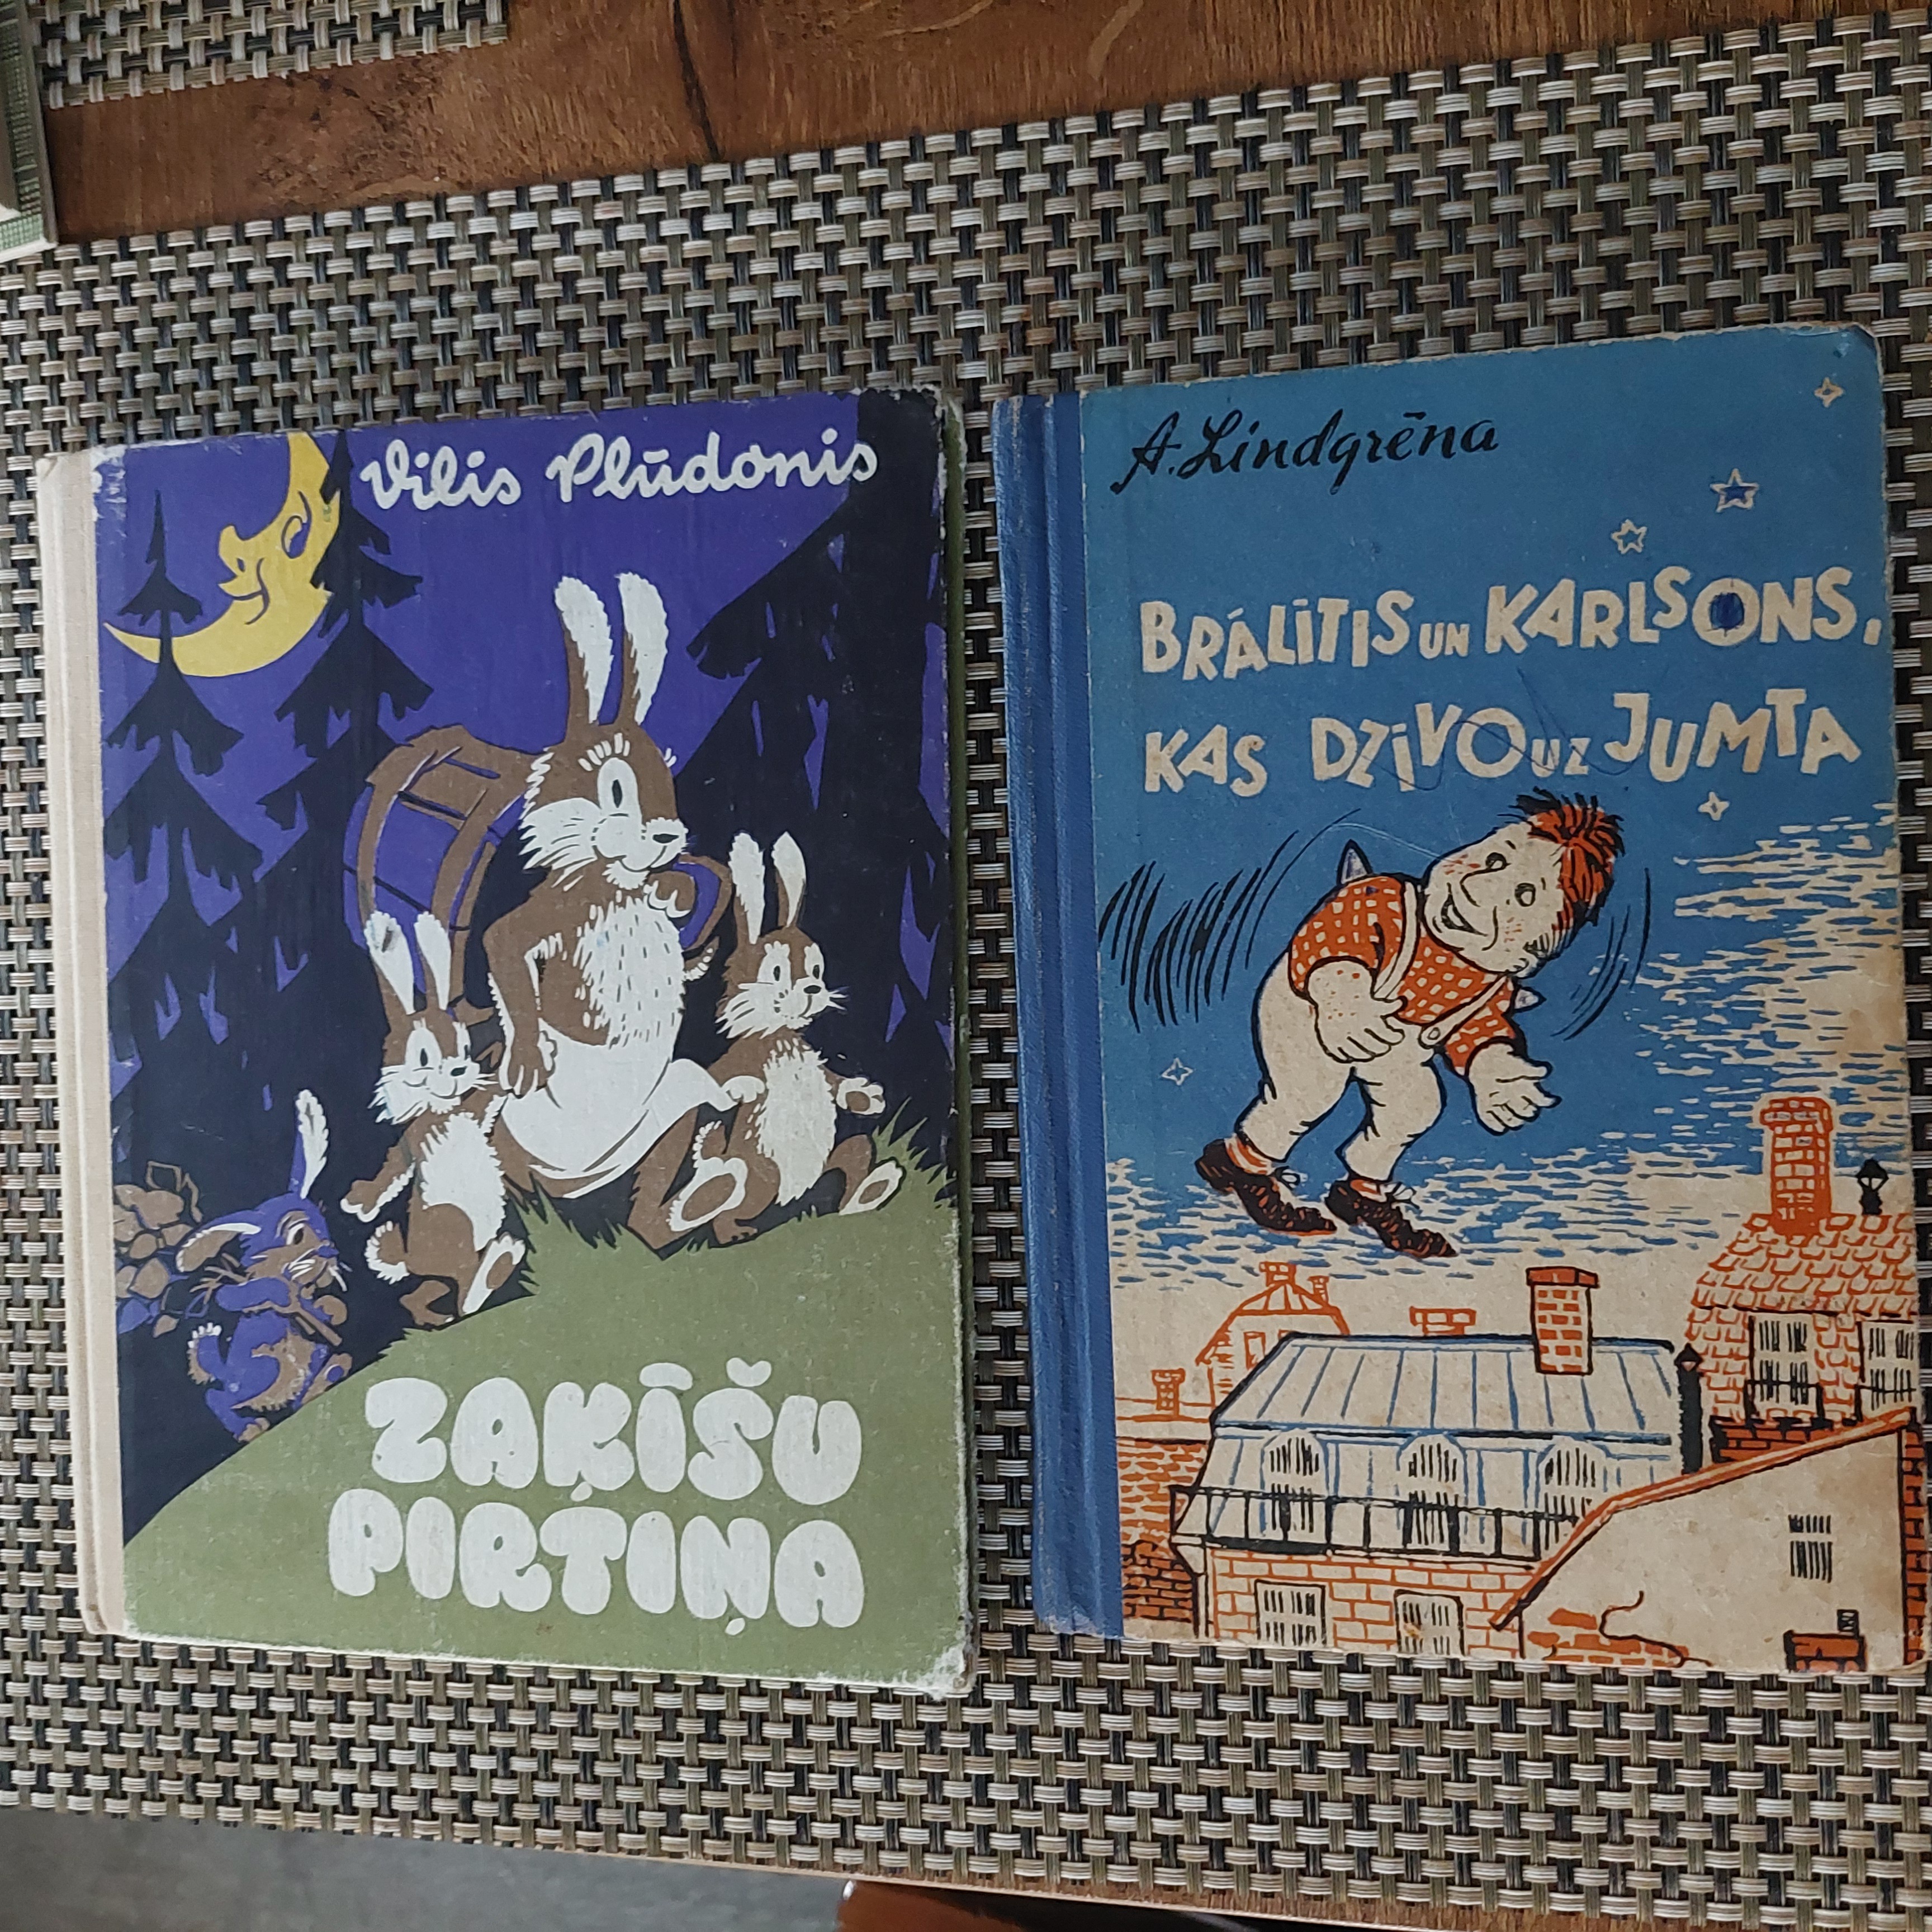 Vilis Plūdonis
ZAĶĪŠU
PIRTIŅA
A. Lindgrēna
BRĀLĪTIS UN KARLSONS,
KAS DZĪVO UZ JUMTA